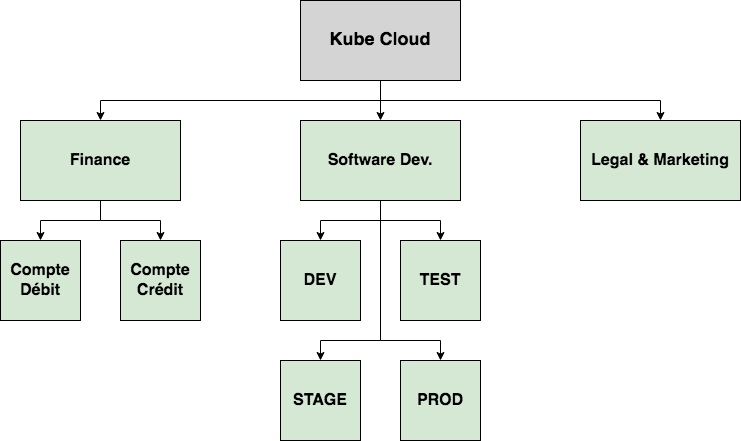 Kube Cloud
Finance
Software Dev.
Legal & Marketing
Compte
Débit
Compte
Crédit
DEV
TEST
STAGE
PROD